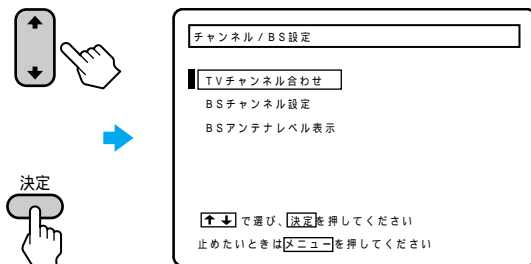 チャンネル/BS設定
TVチャンネル合わせ
BSチャンネル設定
BSアンテナレベル表示
決定
↑↓で選び、決定を押してください
止めたいときはメニューを押してください